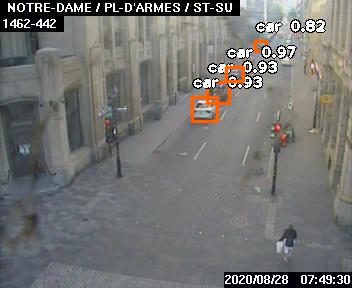 NOTRE-DAME / PL-D'ARMES / ST-SU
1462-442
car 0.82
car 0.97
car 0.93
car 0.93
2020/08/28 07:49:30